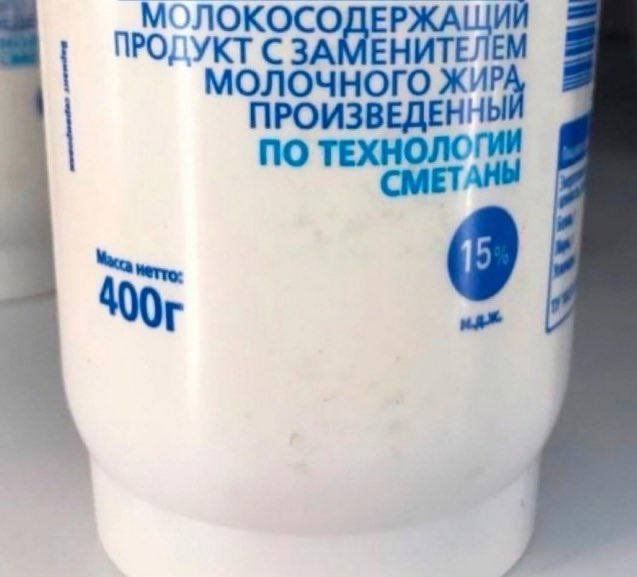 МОЛОКОСОДЕРЖАЩИЙ
ПРОДУКТ С ЗАМЕНИТЕЛЕМ
МОЛОЧНОГО ЖИРА,
ПРОИЗВЕДЕННЫЙ
ПО ТЕХНОЛОГИИ
СМЕТАНЫ
15%
м.д.ж.
Масса нетто:
400г